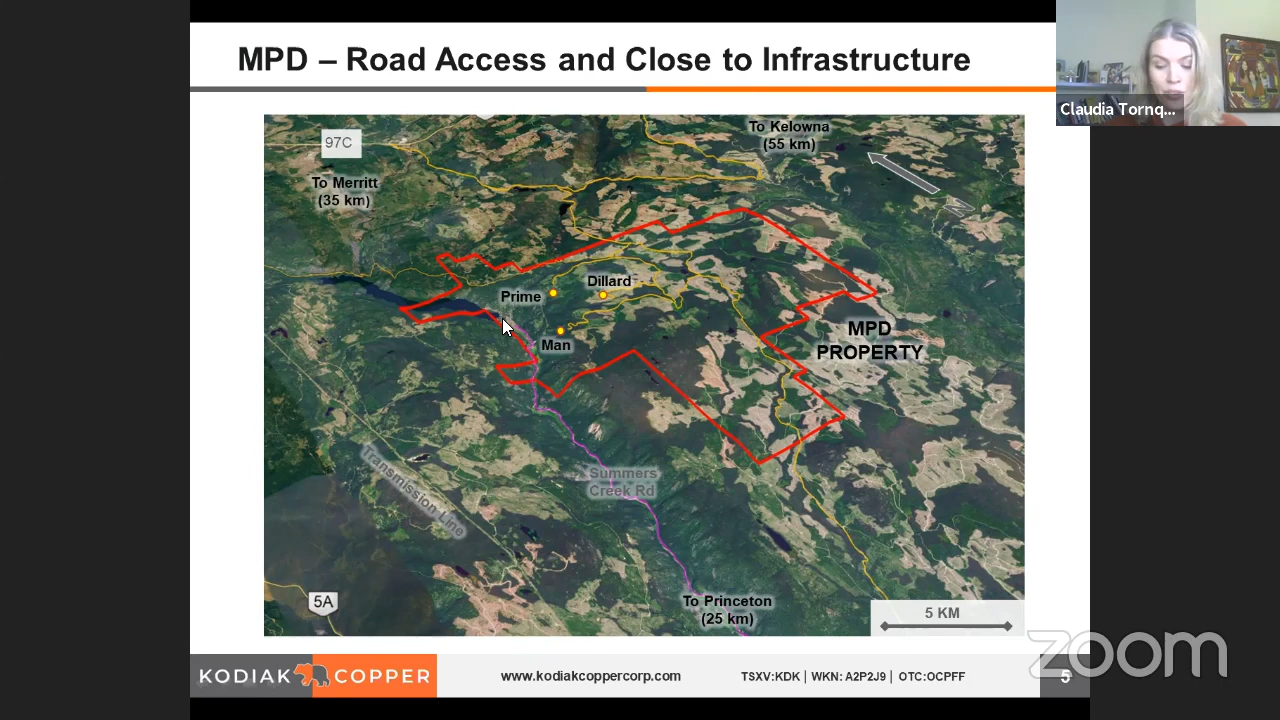 MPD – Road Access and Close to Infrastructure
Claudia Tornq...
97C
To Kelowna
(55 km)
To Merritt
(35 km)
N
Dillard
Prime
Man
MPD
PROPERTY
Transmission Line
Summers
Creek Rd
5A
To Princeton
(25 km)
5 KM
zoom
KODIAK COPPER
www.kodiakcoppercorp.com
TSXV:KDK | WKN: A2P2J9 | OTC:OCPFF
5